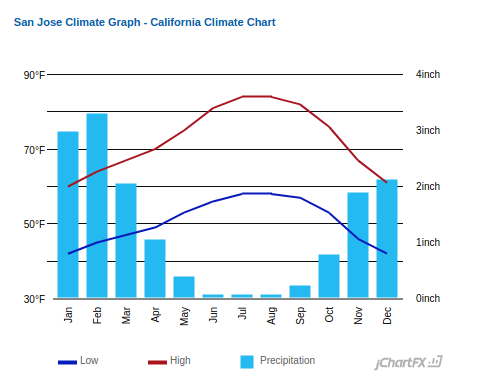 San Jose Climate Graph - California Climate Chart
90°F
70°F
50°F
30°F
4inch
3inch
2inch
1inch
0inch
Jan
Feb
Mar
Apr
May
Jun
Jul
Aug
Sep
Oct
Nov
Dec
Low
High
Precipitation
jChartFX